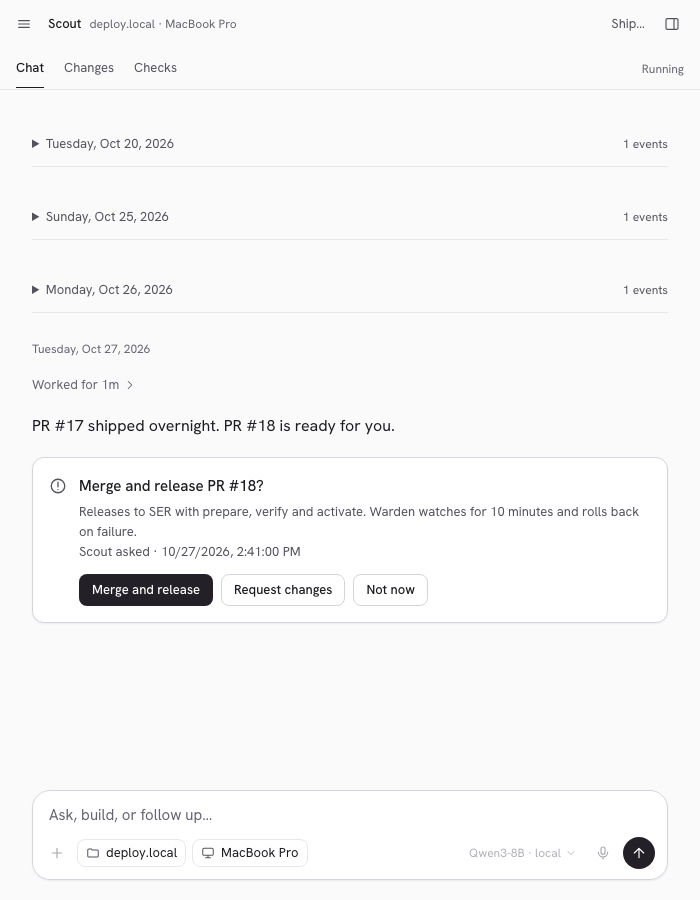 Scout deploy.local · MacBook Pro Ship...
Chat Changes Checks Running
Tuesday, Oct 20, 2026 1 events
Sunday, Oct 25, 2026 1 events
Monday, Oct 26, 2026 1 events
Tuesday, Oct 27, 2026
Worked for 1m
PR #17 shipped overnight. PR #18 is ready for you.
Merge and release PR #18?
Releases to SER with prepare, verify and activate. Warden watches for 10 minutes and rolls back
on failure.
Scout asked · 10/27/2026, 2:41:00 PM
Merge and release Request changes Not now
Ask, build, or follow up...
deploy.local MacBook Pro Qwen3-8B · local